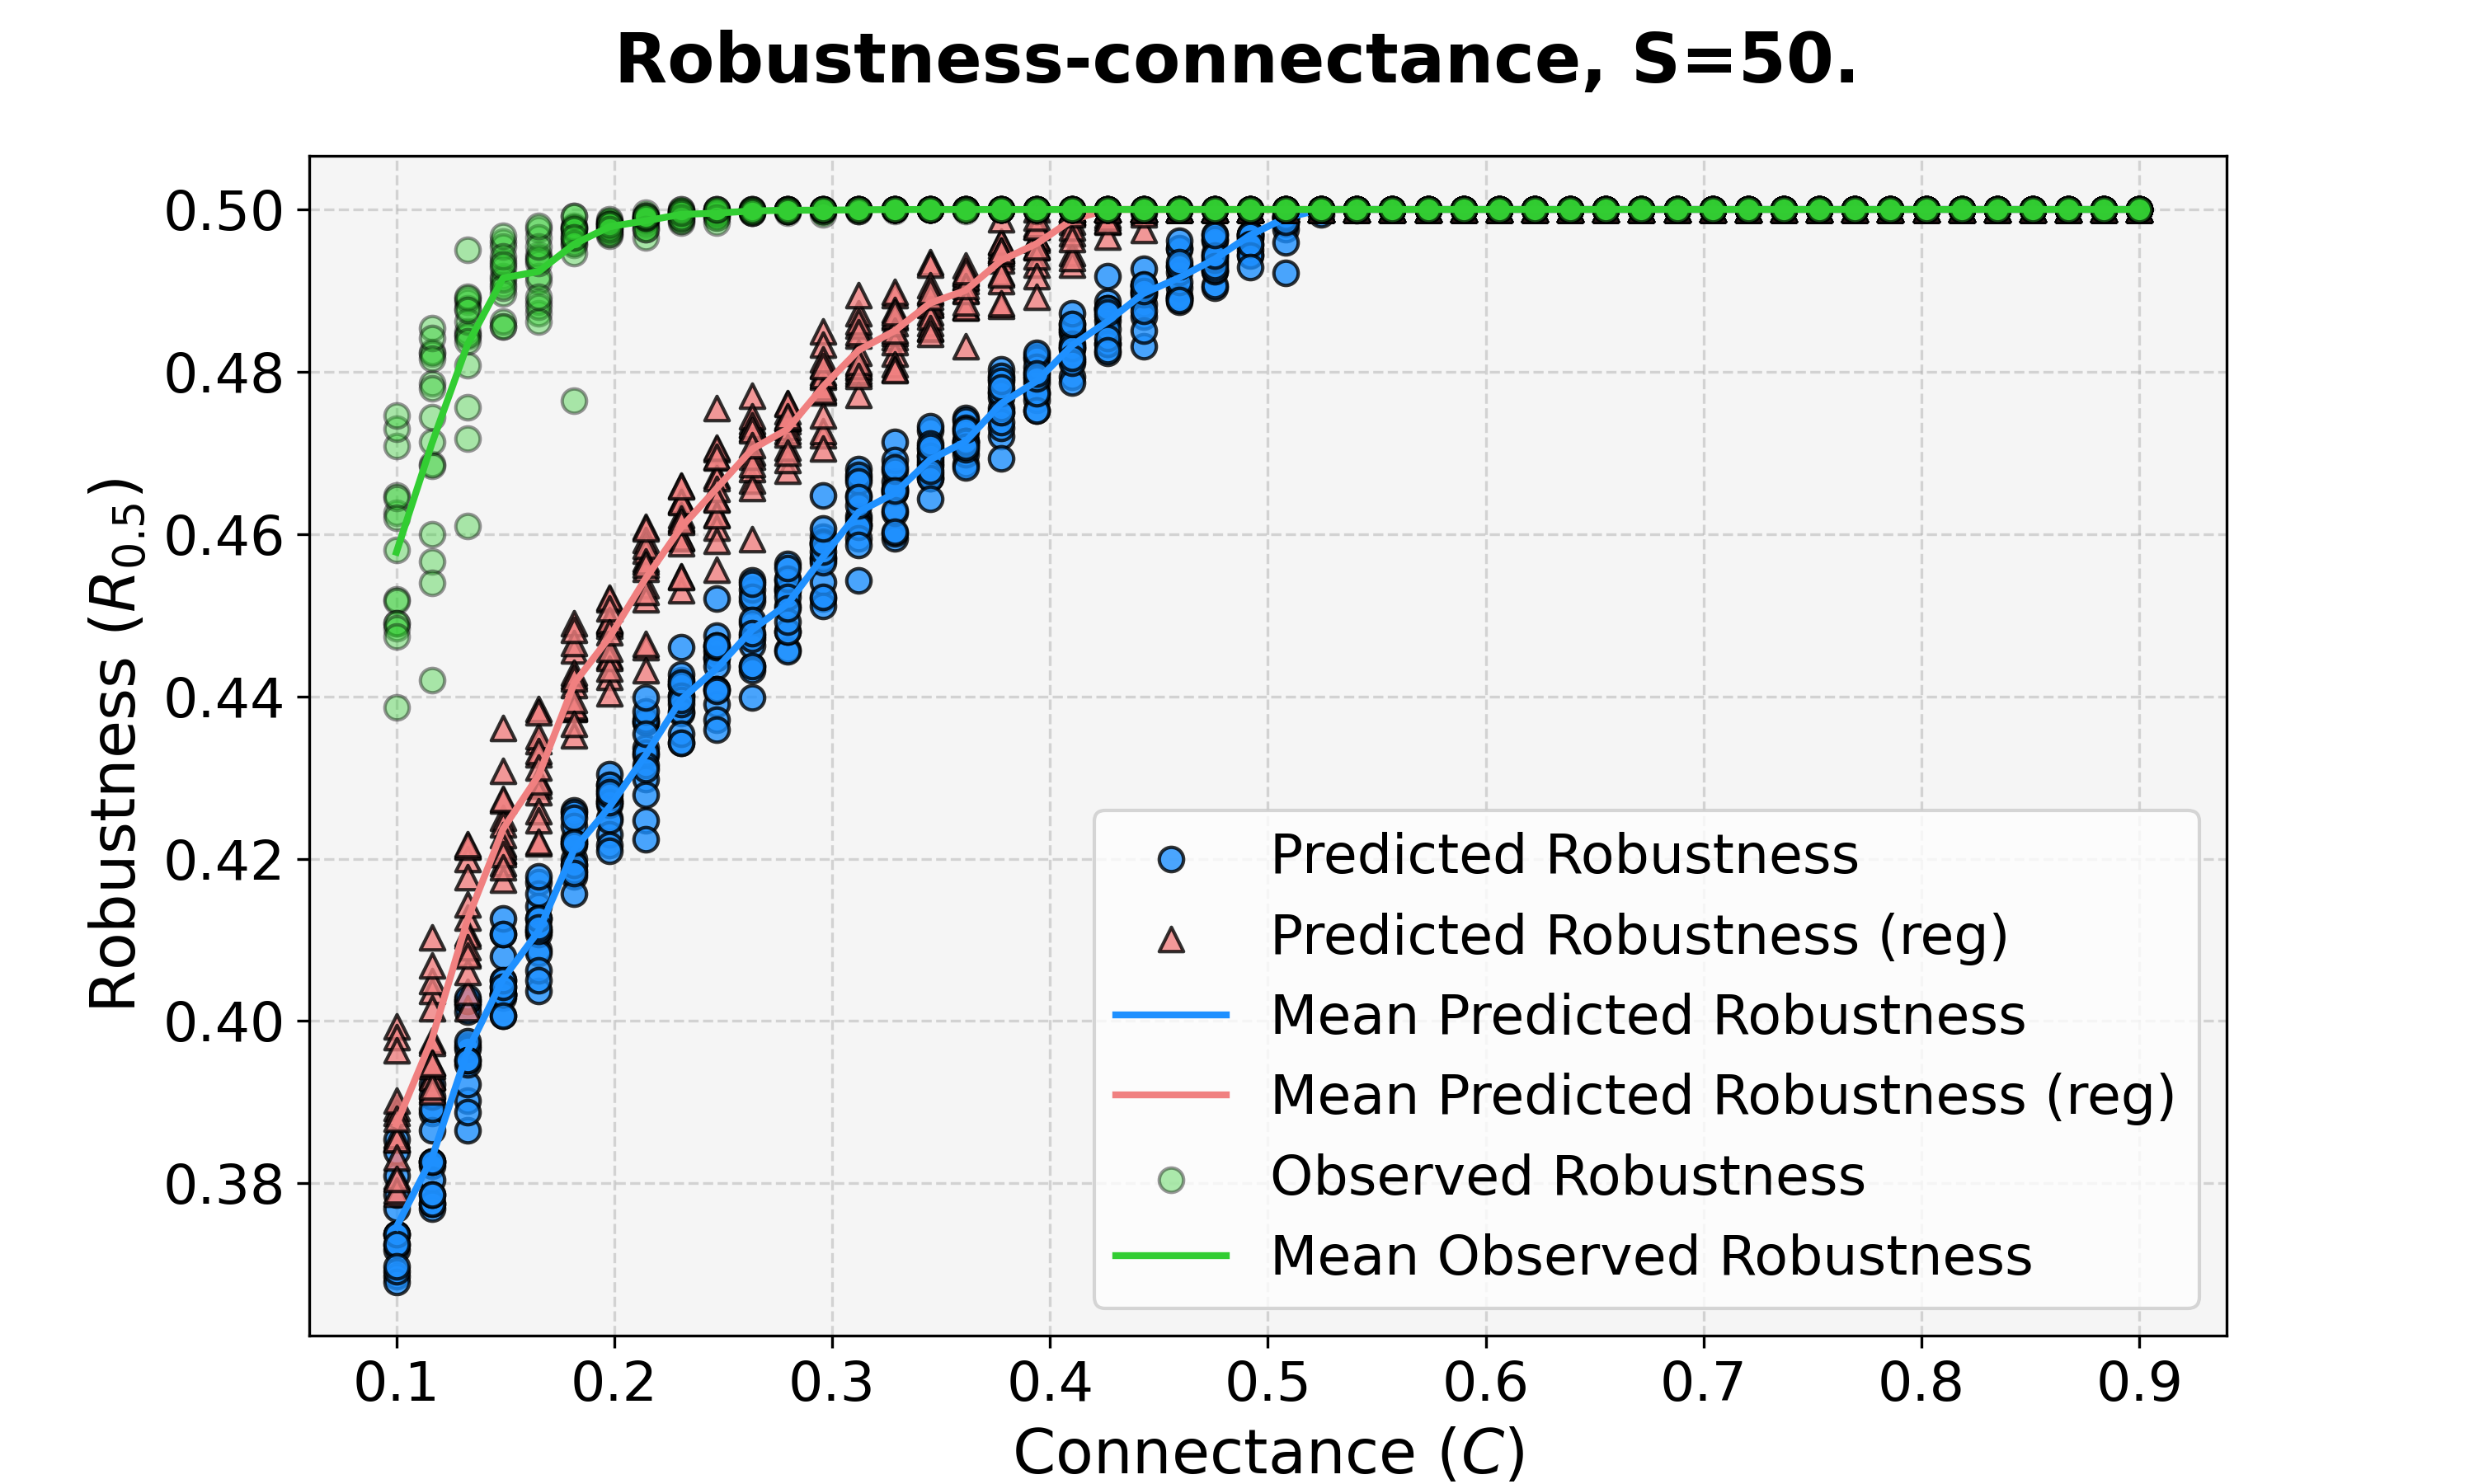 Robustness-connectance, S=50.
Robustness (R0.5)
0.50
0.48
0.46
0.44
0.42
0.40
0.38
Predicted Robustness
Predicted Robustness (reg)
Mean Predicted Robustness
Mean Predicted Robustness (reg)
Observed Robustness
Mean Observed Robustness
0.1 0.2 0.3 0.4 0.5 0.6 0.7 0.8 0.9
Connectance (C)